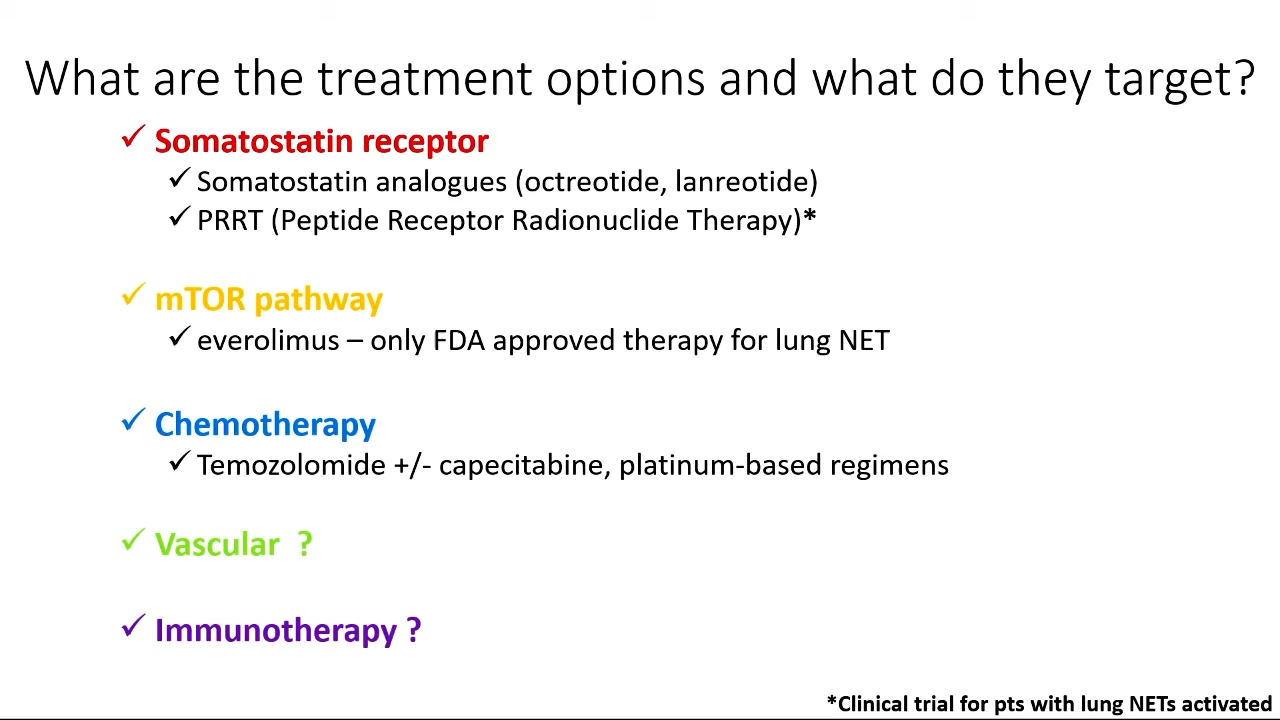 What are the treatment options and what do they target?
✓ Somatostatin receptor
✓ Somatostatin analogues (octreotide, lanreotide)
✓ PRRT (Peptide Receptor Radionuclide Therapy)*
✓ mTOR pathway
✓ everolimus – only FDA approved therapy for lung NET
✓ Chemotherapy
✓ Temozolomide +/- capecitabine, platinum-based regimens
✓ Vascular ?
✓ Immunotherapy ?
*Clinical trial for pts with lung NETs activated